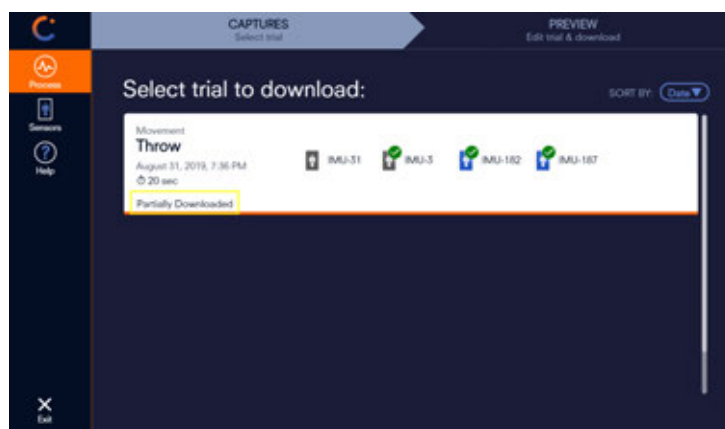 CAPTURES
Select trial
PREVIEW
Edit trial & download
Process
Sensors
Help
Exit
Select trial to download:
SORT BY: Date▼
Movement
Throw
August 31, 2019, 7:36 PM
20 sec
Partially Downloaded
IMU-31
IMU-3
IMU-182
IMU-187